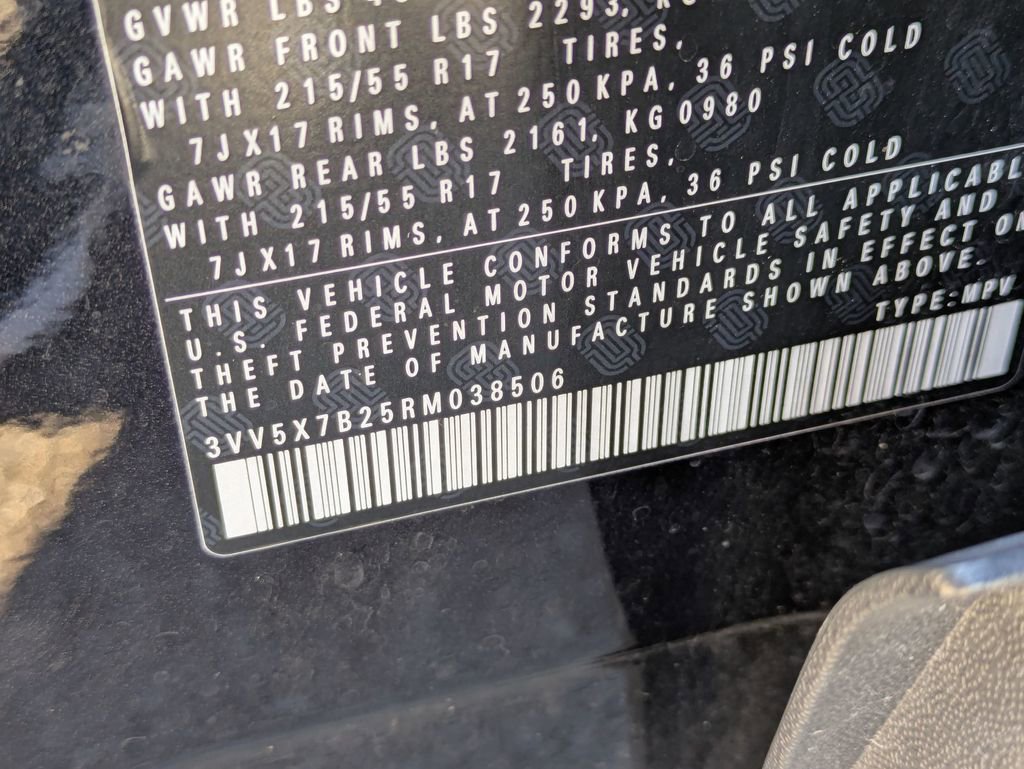 GVWR LBS
GAWR FRONT LBS 2293, KG
WITH 215/55 R17 TIRES,
7JX17 RIMS, AT 250 KPA, 36 PSI COLD
GAWR REAR LBS 2161, KG0980
WITH 215/55 R17 TIRES,
7JX17 RIMS, AT 250 KPA, 36 PSI COLD
THIS VEHICLE CONFORMS TO ALL APPLICABL
U.S. FEDERAL MOTOR VEHICLE SAFETY AND
THEFT PREVENTION STANDARDS IN EFFECT ON
THE DATE OF MANUFACTURE SHOWN ABOVE.
TYPE:MPV
3VV5X7B25RM038506